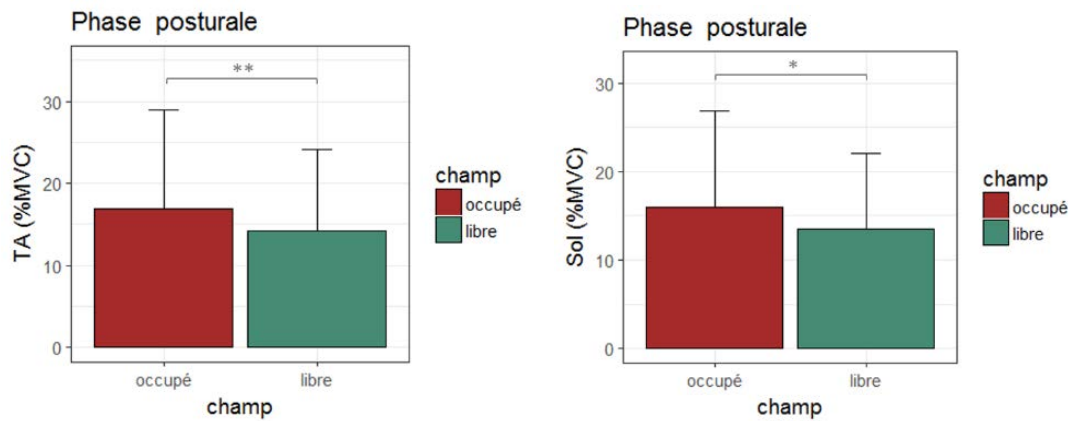 Phase posturale
**
30
20
10
0
TA (%MVC)
occupé
libre
champ
champ
occupé
libre
Phase posturale
*
30
20
10
0
Sol (%MVC)
occupé
libre
champ
champ
occupé
libre